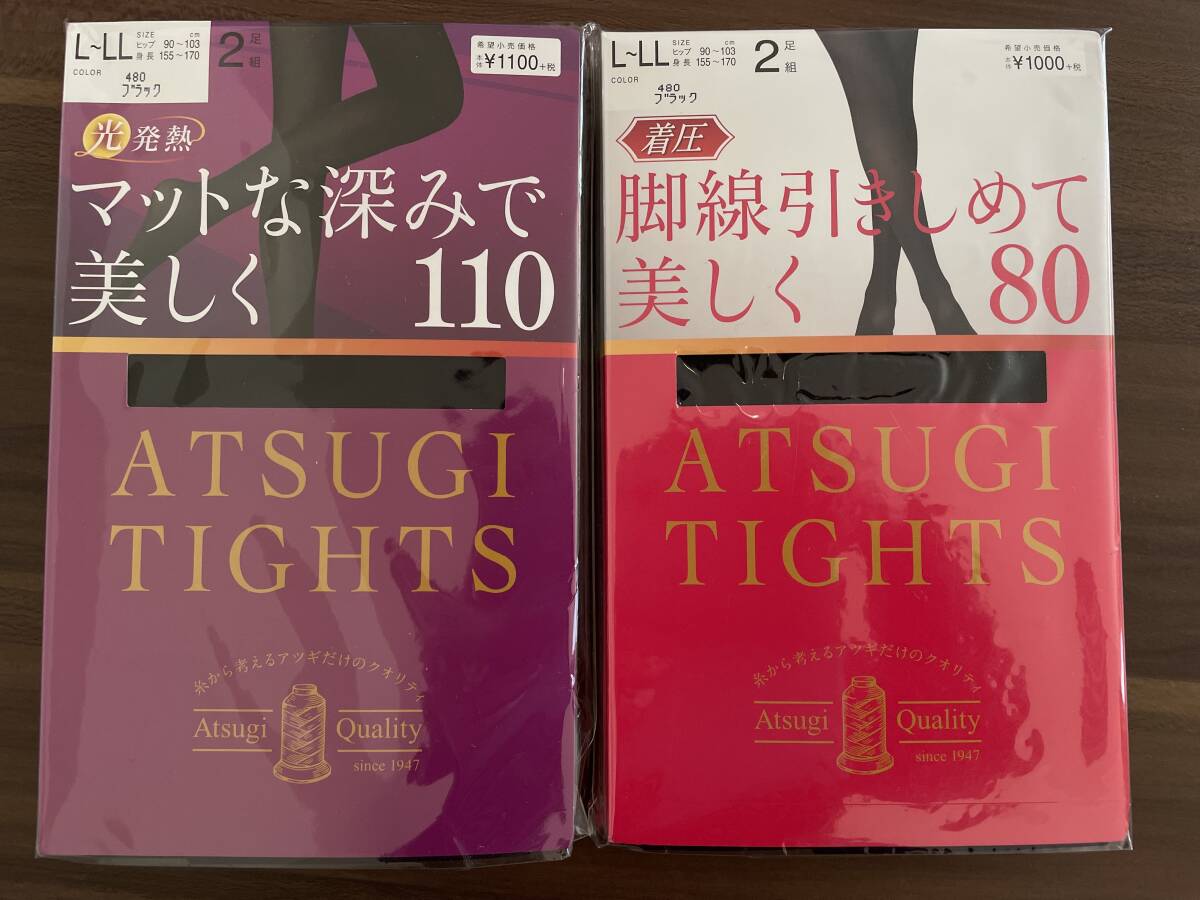 L~LL
SIZE cm
ヒップ 90~103
身長 155~170
COLOR
480
ブラック
2足組
希望小売価格
本体 ¥1100+税
光発熱
マットな深みで
美しく 110
ATSUGI
TIGHTS
糸から考えるアツギだけのクオリティ
Atsugi Quality
since 1947
L~LL
SIZE cm
ヒップ 90~103
身長 155~170
COLOR
480
ブラック
2足組
希望小売価格
本体 ¥1000+税
着圧
脚線引きしめて
美しく 80
ATSUGI
TIGHTS
糸から考えるアツギだけのクオリティ
Atsugi Quality
since 1947